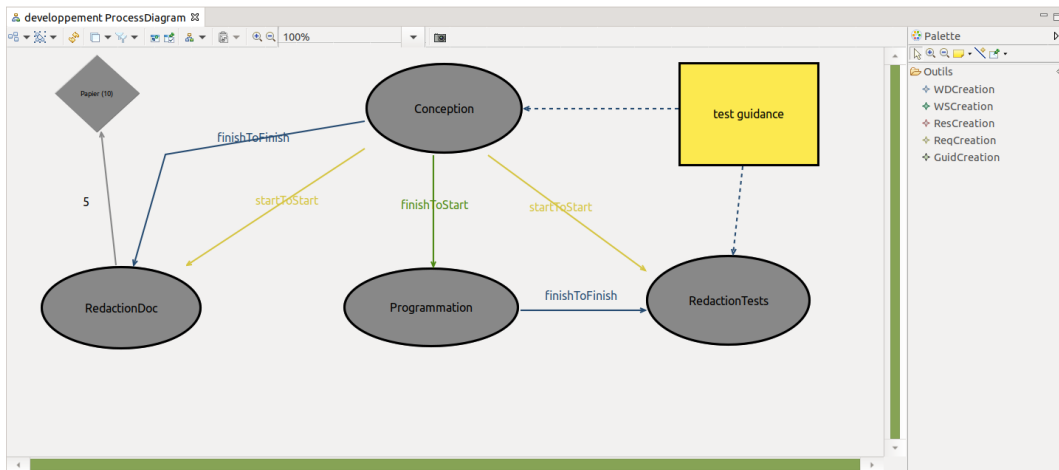 developpement ProcessDiagram
100%
Palette
Outils
WDCreation
WSCreation
ResCreation
ReqCreation
GuidCreation
Papier (10)
Conception
test guidance
finishToFinish
5
startToStart
finishToStart
startToStart
RedactionDoc
Programmation
finishToFinish
RedactionTests